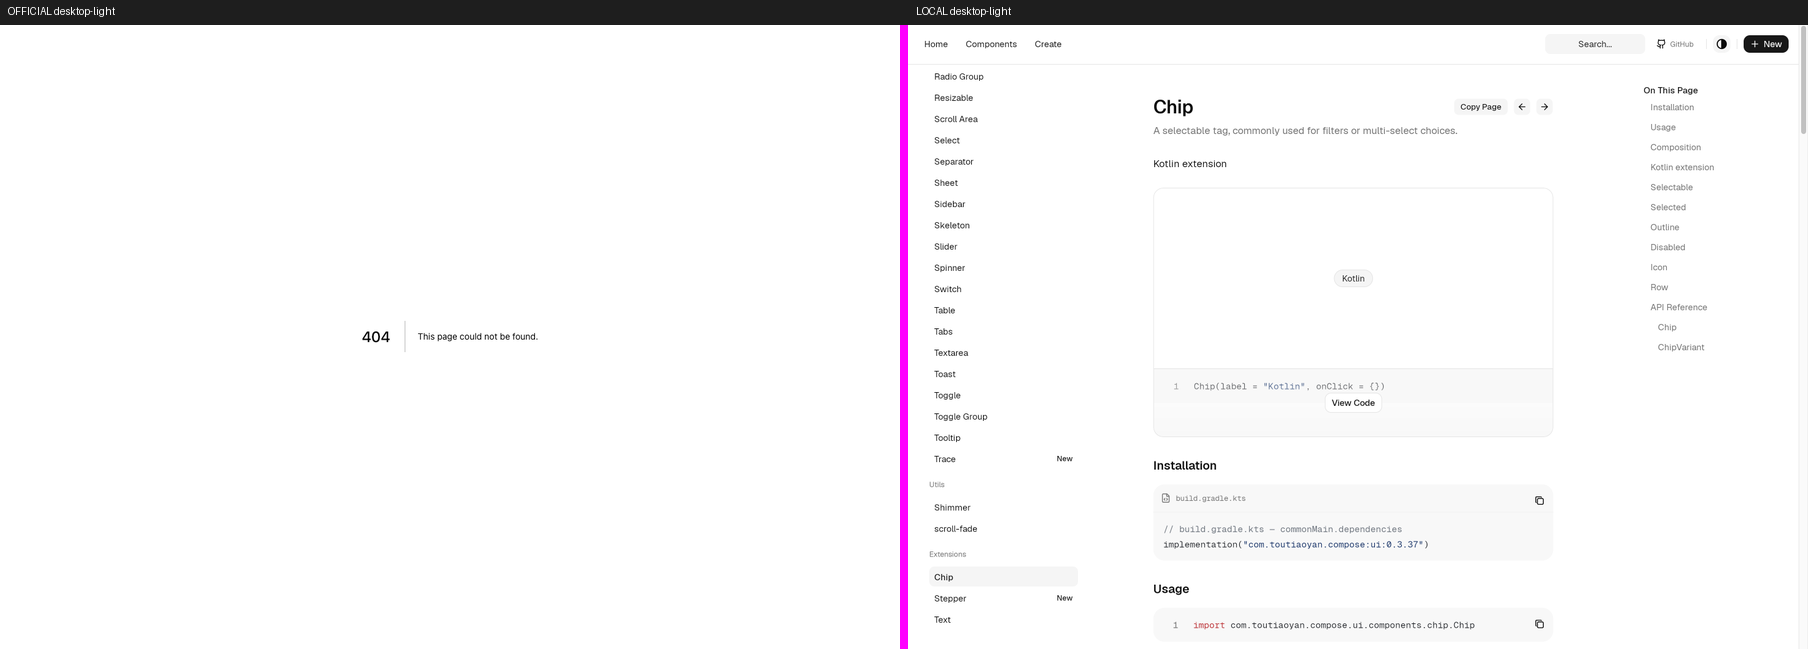 OFFICIAL desktop-light
LOCAL desktop-light
404
This page could not be found.
Home Components Create
Search...
GitHub
New
Radio Group
Resizable
Scroll Area
Select
Separator
Sheet
Sidebar
Skeleton
Slider
Spinner
Switch
Table
Tabs
Textarea
Toast
Toggle
Toggle Group
Tooltip
Trace New
Utils
Shimmer
scroll-fade
Extensions
Chip
Stepper New
Text
Chip
Copy Page
A selectable tag, commonly used for filters or multi-select choices.
Kotlin extension
Kotlin
1 Chip(label = "Kotlin", onClick = {})
View Code
Installation
build.gradle.kts
// build.gradle.kts — commonMain.dependencies
implementation("com.toutiaoyan.compose:ui:0.3.37")
Usage
1 import com.toutiaoyan.compose.ui.components.chip.Chip
On This Page
Installation
Usage
Composition
Kotlin extension
Selectable
Selected
Outline
Disabled
Icon
Row
API Reference
Chip
ChipVariant